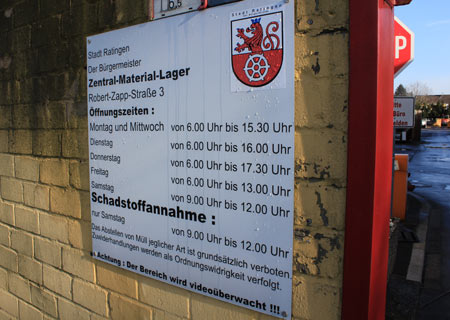 b,5
Stadt Ratingen
Stadt Ratingen
Der Bürgermeister
Zentral-Material-Lager
Robert-Zapp-Straße 3
Öffnungszeiten :
Montag und Mittwoch von 6.00 Uhr bis 15.30 Uhr
Dienstag von 6.00 Uhr bis 16.00 Uhr
Donnerstag von 6.00 Uhr bis 17.30 Uhr
Freitag von 6.00 Uhr bis 13.00 Uhr
Samstag von 9.00 Uhr bis 12.00 Uhr
Schadstoffannahme :
nur Samstag von 9.00 Uhr bis 12.00 Uhr
Das Abstellen von Müll jeglicher Art ist grundsätzlich verboten.
Zuwiderhandlungen werden als Ordnungswidrigkeit verfolgt.
Achtung : Der Bereich wird videoüberwacht !!!
Büro